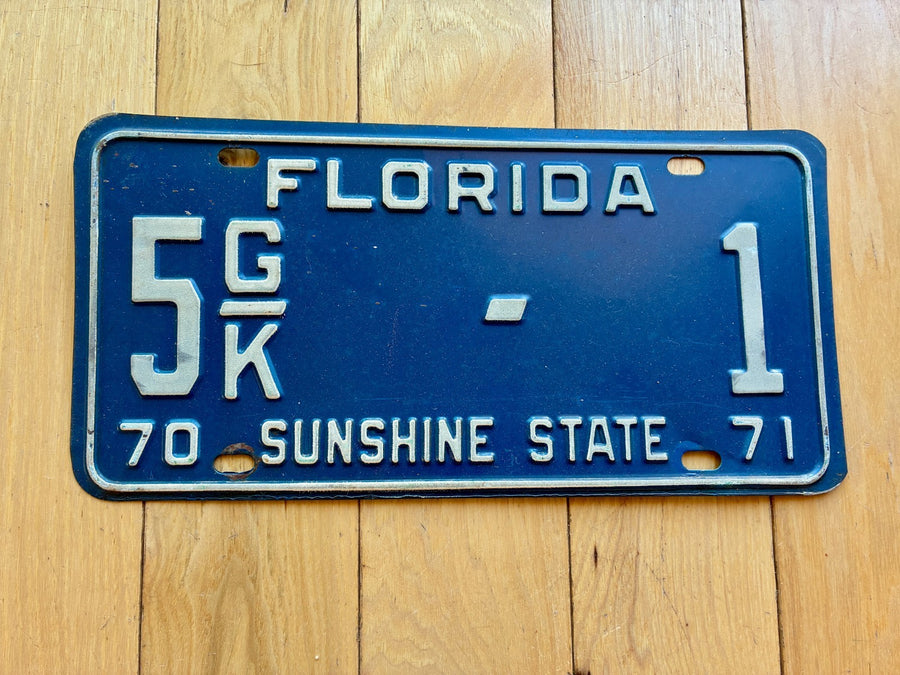 FLORIDA
5 G/K - 1
70 SUNSHINE STATE 71